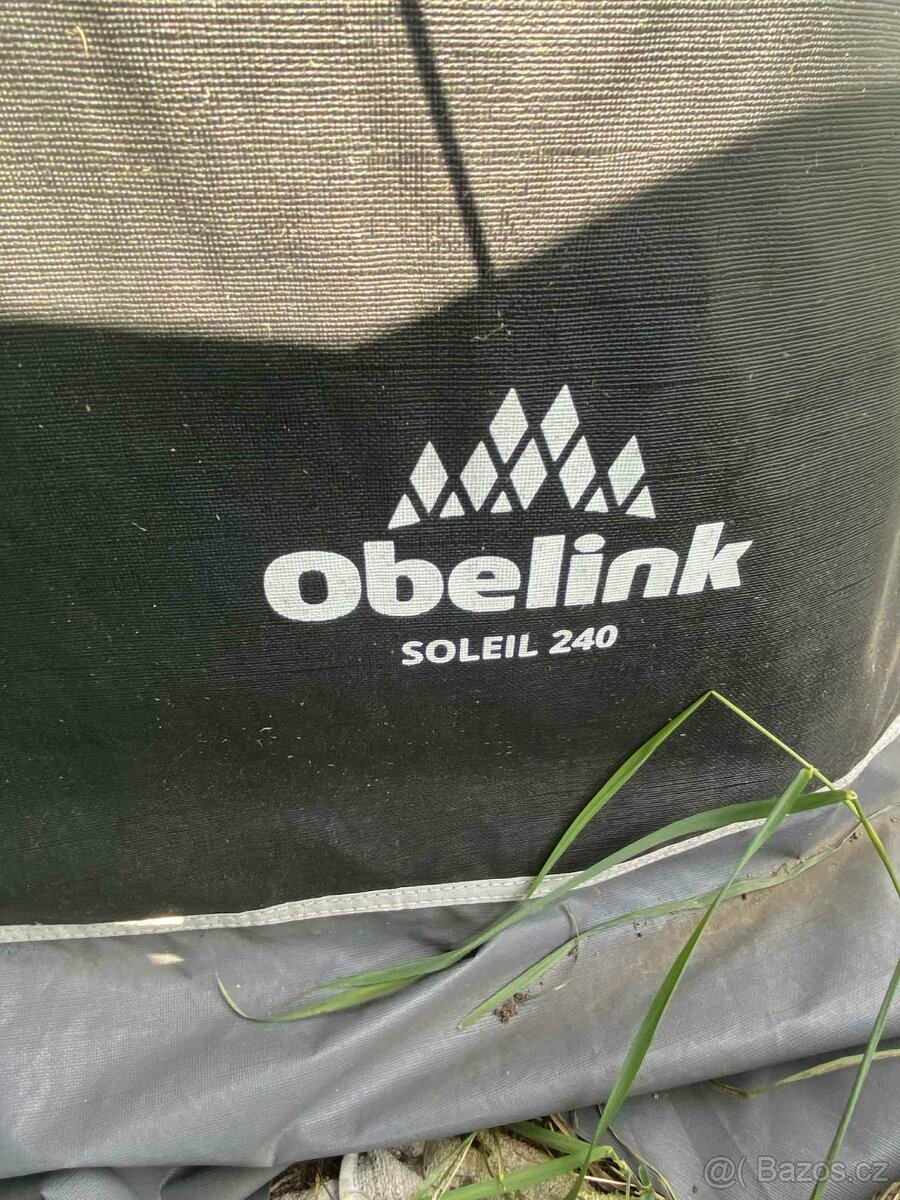 Obelink
SOLEIL 240
@( Bazos.cz